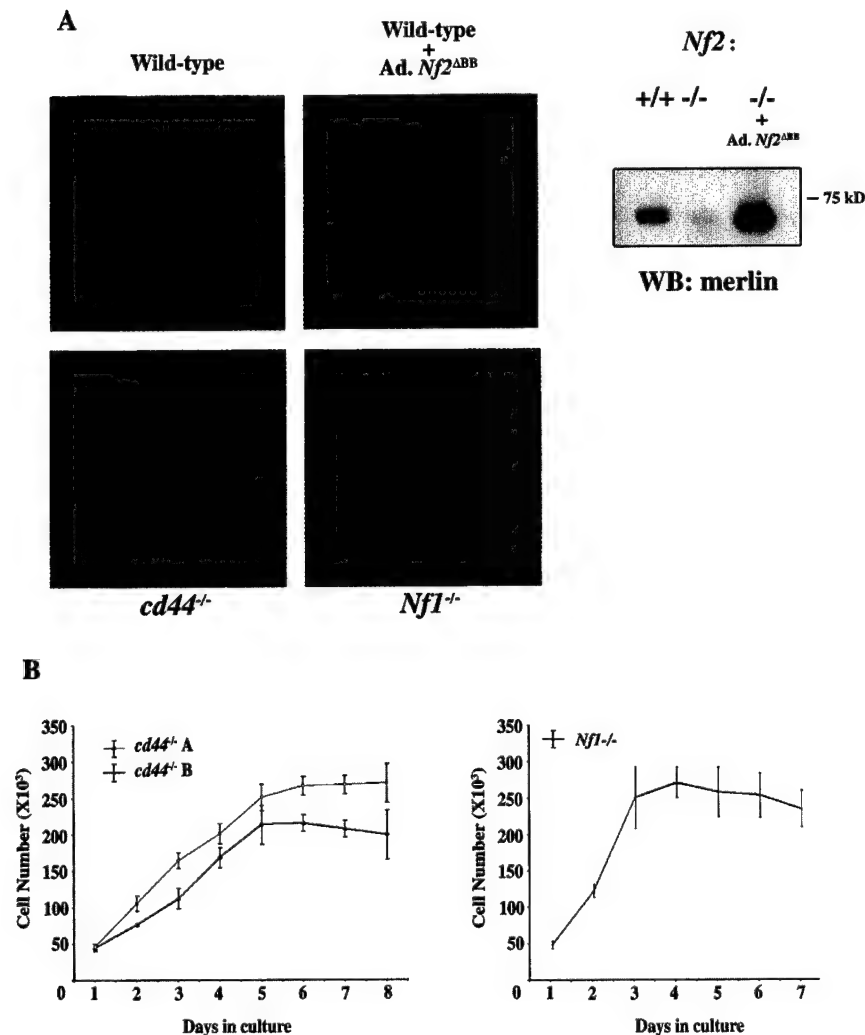 A
Wild-type
Wild-type
+
Ad. Nf2ΔBB
Nf2 :
+/+ -/- -/-
+
Ad. Nf2ΔBB
– 75 kD
WB: merlin
cd44-/-
Nf1-/-
B
350
300
250
200
150
100
50
0
Cell Number (X10³)
cd44-/- A
cd44-/- B
1 2 3 4 5 6 7 8
Days in culture
350
300
250
200
150
100
50
0
Cell Number (X10³)
Nf1-/-
1 2 3 4 5 6 7
Days in culture